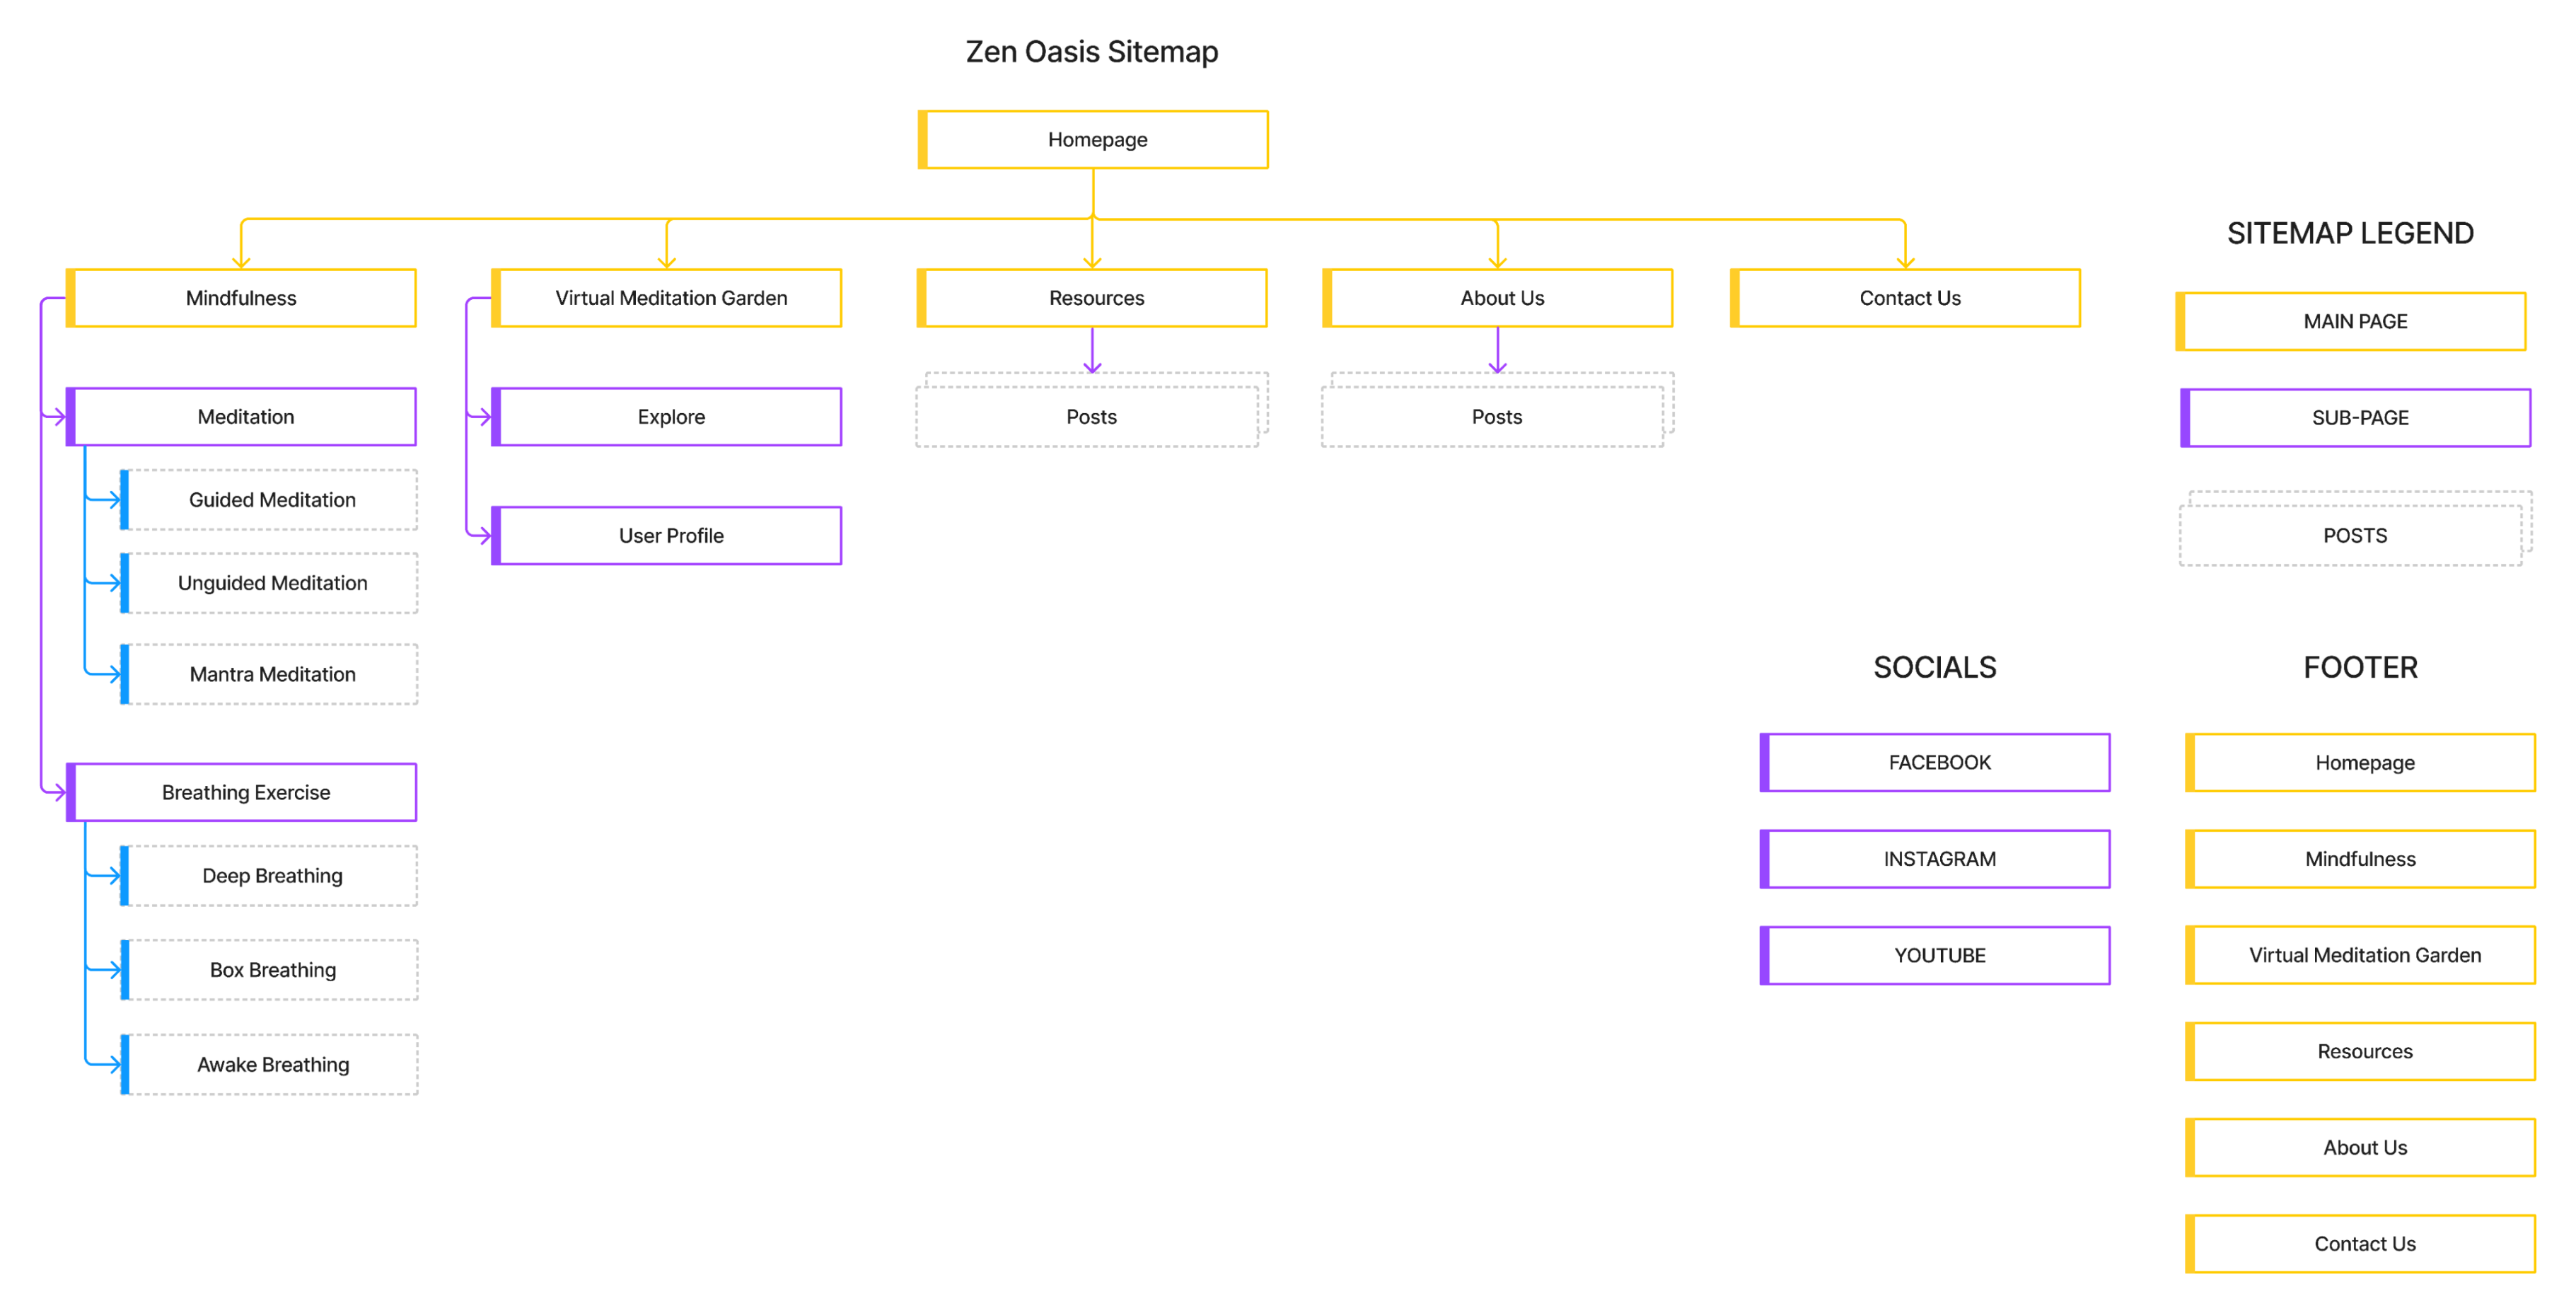 Zen Oasis Sitemap
Homepage
Mindfulness
Virtual Meditation Garden
Resources
About Us
Contact Us
Meditation
Guided Meditation
Unguided Meditation
Mantra Meditation
Breathing Exercise
Deep Breathing
Box Breathing
Awake Breathing
Explore
User Profile
Posts
Posts
SITEMAP LEGEND
MAIN PAGE
SUB-PAGE
POSTS
SOCIALS
FACEBOOK
INSTAGRAM
YOUTUBE
FOOTER
Homepage
Mindfulness
Virtual Meditation Garden
Resources
About Us
Contact Us